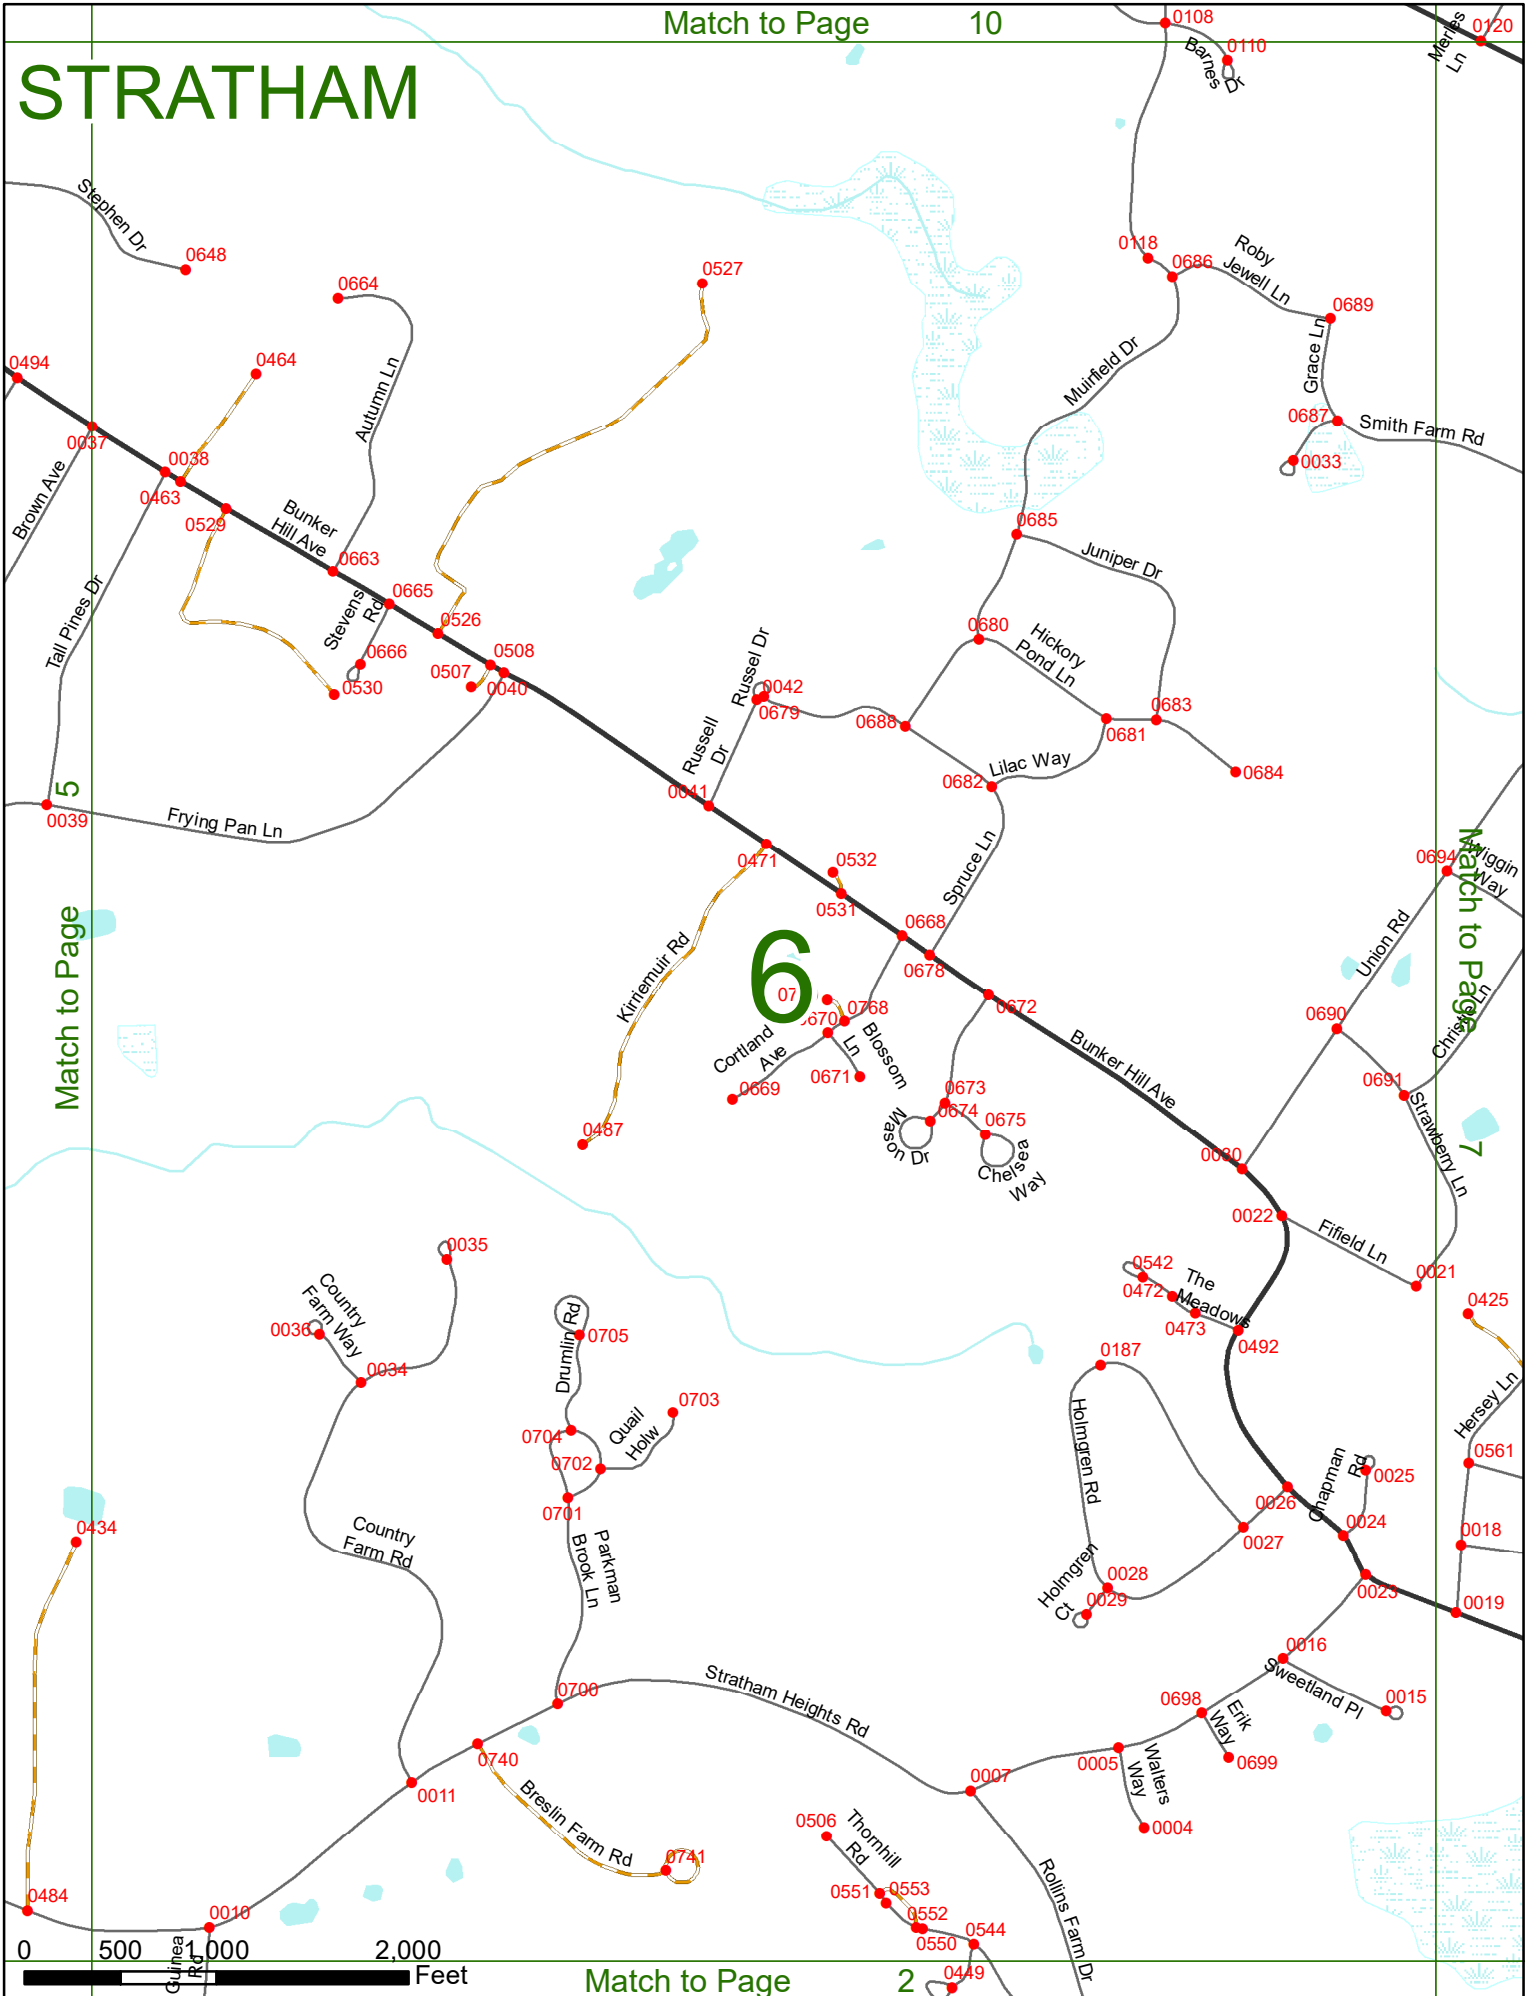 Match to Page 10
STRATHAM
0108
0110
Barnes
Dr
0120
Merles
Ln
Stephen Dr
0648
0664
0527
0118
0686
Roby
Jewell Ln
0689
Grace Ln
0687
Smith Farm Rd
0033
0494
0464
Autumn Ln
Muirfield Dr
0037
0038
0463
0529
Brown Ave
Bunker
Hill Ave
0663
0665
Tall Pines Dr
Stevens
Rd
0526
0666
0530
0508
0507
0040
0685
Juniper Dr
0680
Hickory
Pond Ln
Russel Dr
0042
0679
0688
0681
0683
0684
Russell
Dr
0041
0682
Lilac Way
5
0039
Frying Pan Ln
Match to Page
0471
0532
0531
Spruce Ln
0668
0678
0694
Wiggin
Way
Union Rd
Match to Page
7
Kirriemuir Rd
6
07
0768
0670
Cortland
Ave
Blossom
Ln
0671
0669
0672
Bunker Hill Ave
0690
Christie Ln
0691
Strawberry Ln
0487
0673
0674
0675
Mason Dr
Chelsea
Way
0030
0022
Fifield Ln
0021
0035
Country
Farm Way
0036
0034
0542
0472
The
Meadows
0473
0492
0425
Drumlin Rd
0705
0187
0703
Quail
Holw
0704
0702
0701
Holmgren Rd
Hersey Ln
0561
Chapman
Rd
0025
0026
0024
0027
0018
0434
Country
Farm Rd
Parkman
Brook Ln
0028
Holmgren
Ct
0029
0023
0019
0016
Sweetland Pl
0015
0700
Stratham Heights Rd
0698
Erik
Way
0699
0740
0005
Walters
Way
0004
0011
0007
Breslin Farm Rd
0741
0506
Thornhill
Rd
0551
0553
0552
0550
0544
Rollins Farm Dr
0484
0010
Guinea
Rd
0449
0 500 1,000 2,000
Feet
Match to Page 2